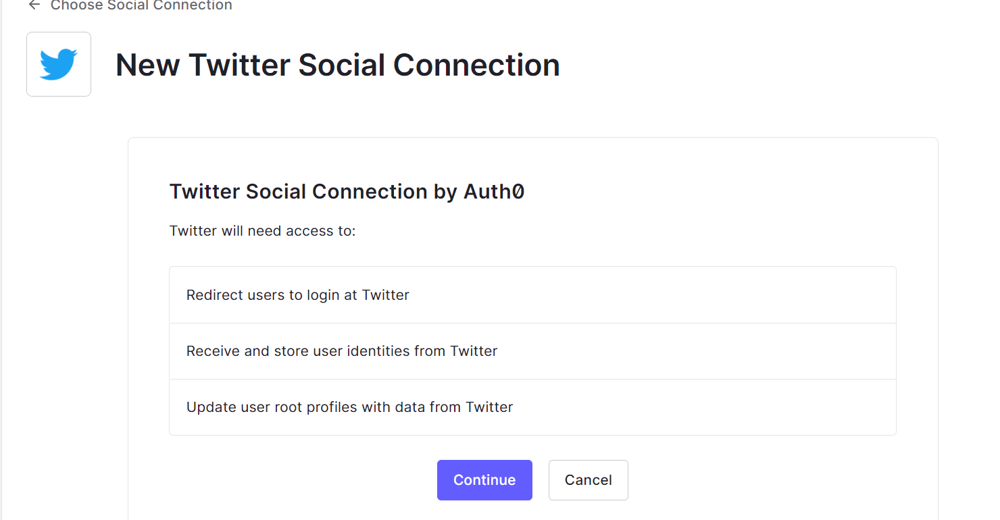 ← Choose Social Connection
New Twitter Social Connection
Twitter Social Connection by Auth0
Twitter will need access to:
Redirect users to login at Twitter
Receive and store user identities from Twitter
Update user root profiles with data from Twitter
Continue Cancel